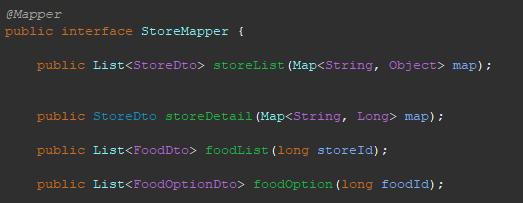 @Mapper
public interface StoreMapper {
public List<StoreDto> storeList(Map<String, Object> map);
public StoreDto storeDetail(Map<String, Long> map);
public List<FoodDto> foodList(long storeId);
public List<FoodOptionDto> foodOption(long foodId);